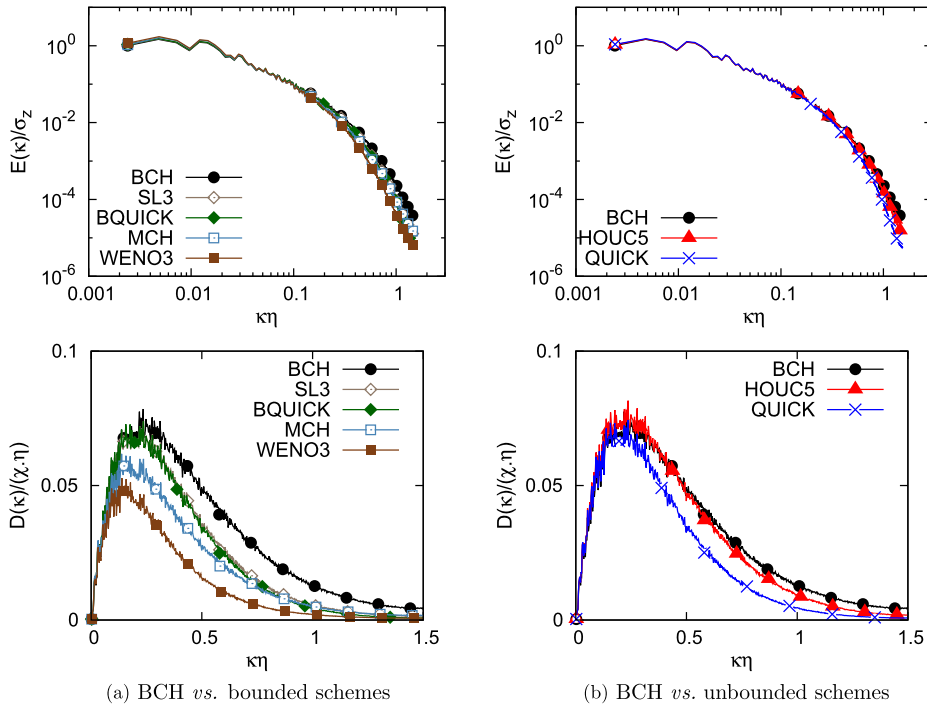 10^0
10^-2
10^-4
10^-6
E(κ)/σ_z
BCH
SL3
BQUICK
MCH
WENO3
0.001
0.01
0.1
1
κη
10^0
10^-2
10^-4
10^-6
E(κ)/σ_z
BCH
HOUC5
QUICK
0.001
0.01
0.1
1
κη
0.1
0.05
0
D(κ)/(χ.η)
BCH
SL3
BQUICK
MCH
WENO3
0
0.5
1
1.5
κη
0.1
0.05
0
D(κ)/(χ.η)
BCH
HOUC5
QUICK
0
0.5
1
1.5
κη
(a) BCH vs. bounded schemes
(b) BCH vs. unbounded schemes